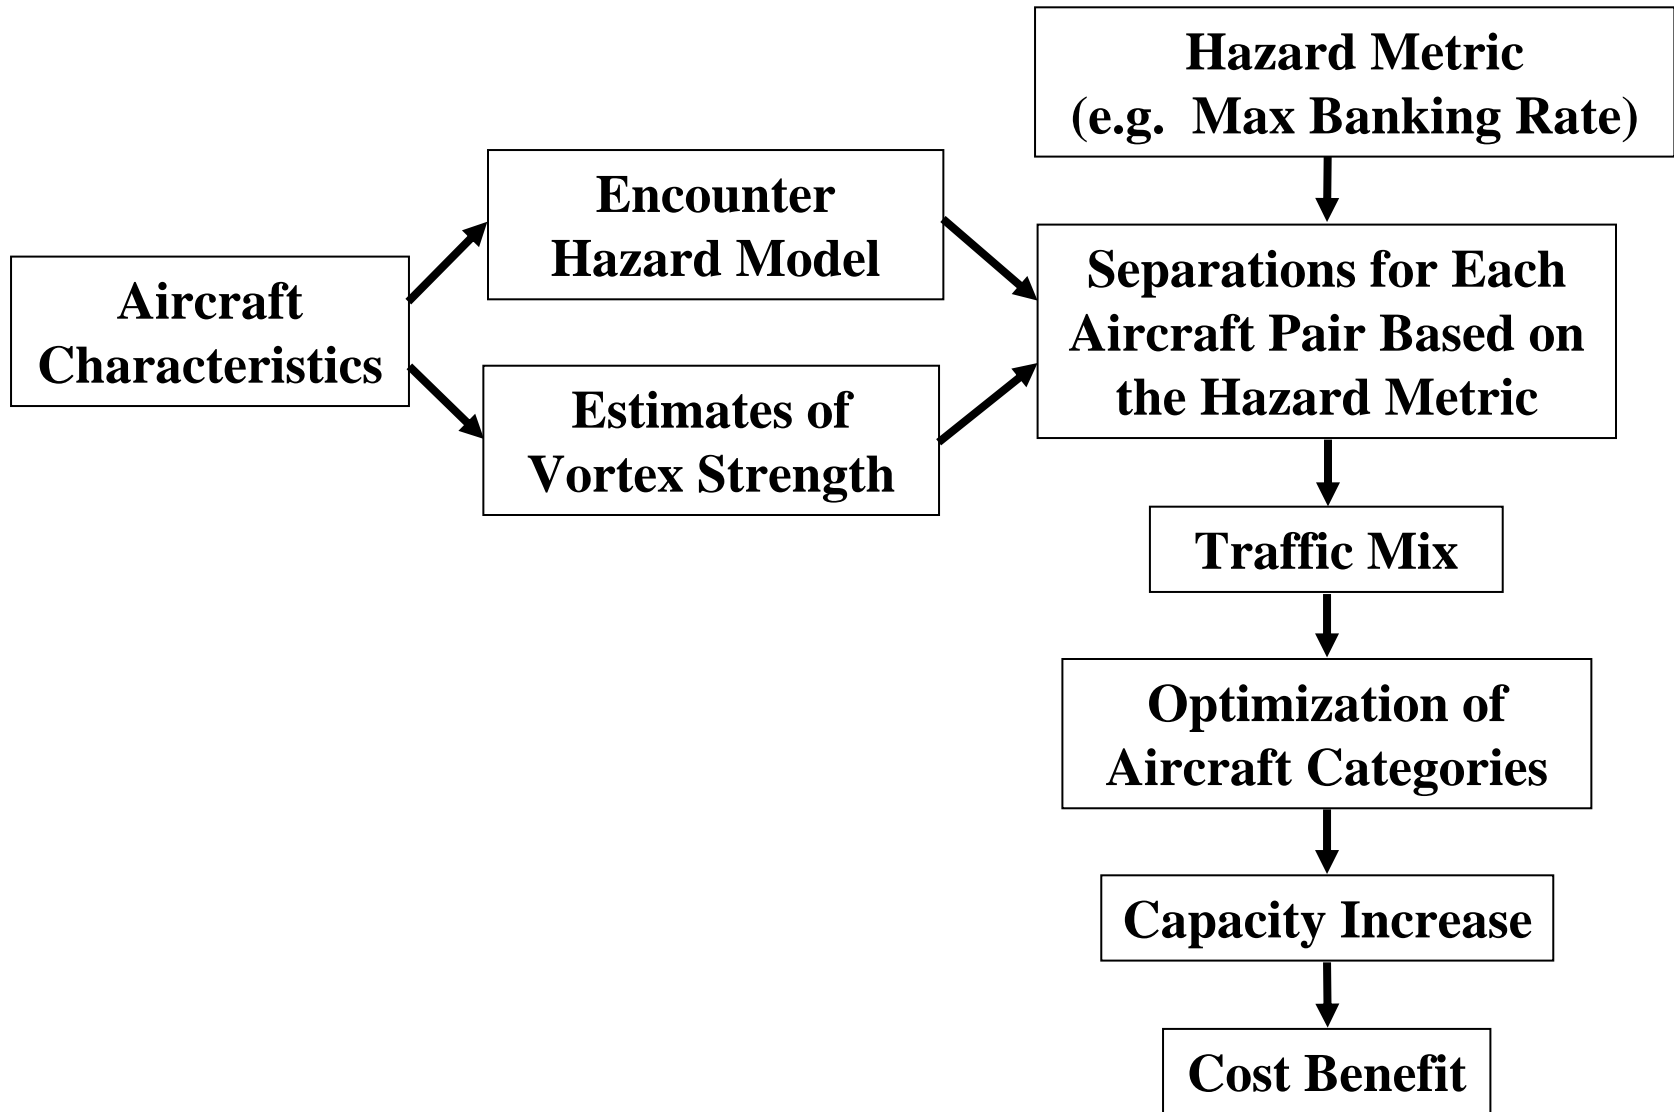 Hazard Metric
(e.g. Max Banking Rate)
Encounter
Hazard Model
Aircraft
Characteristics
Estimates of
Vortex Strength
Separations for Each
Aircraft Pair Based on
the Hazard Metric
Traffic Mix
Optimization of
Aircraft Categories
Capacity Increase
Cost Benefit